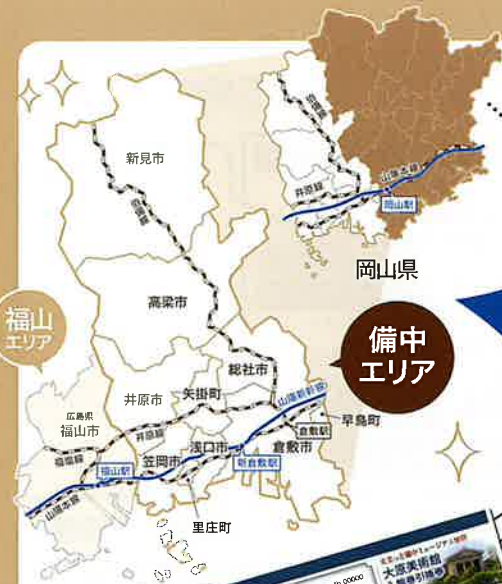 伯備線
山陽本線
井原線
岡山駅
岡山県
新見市
伯備線
高梁市
福山
エリア
備中
エリア
総社市
矢掛町
井原市
山陽新幹線
早島町
広島県
福山市
井原線
倉敷駅
浅口市
倉敷市
福塩線
笠岡市
新倉敷駅
福山駅
山陽本線
里庄町
00000
大原美術館